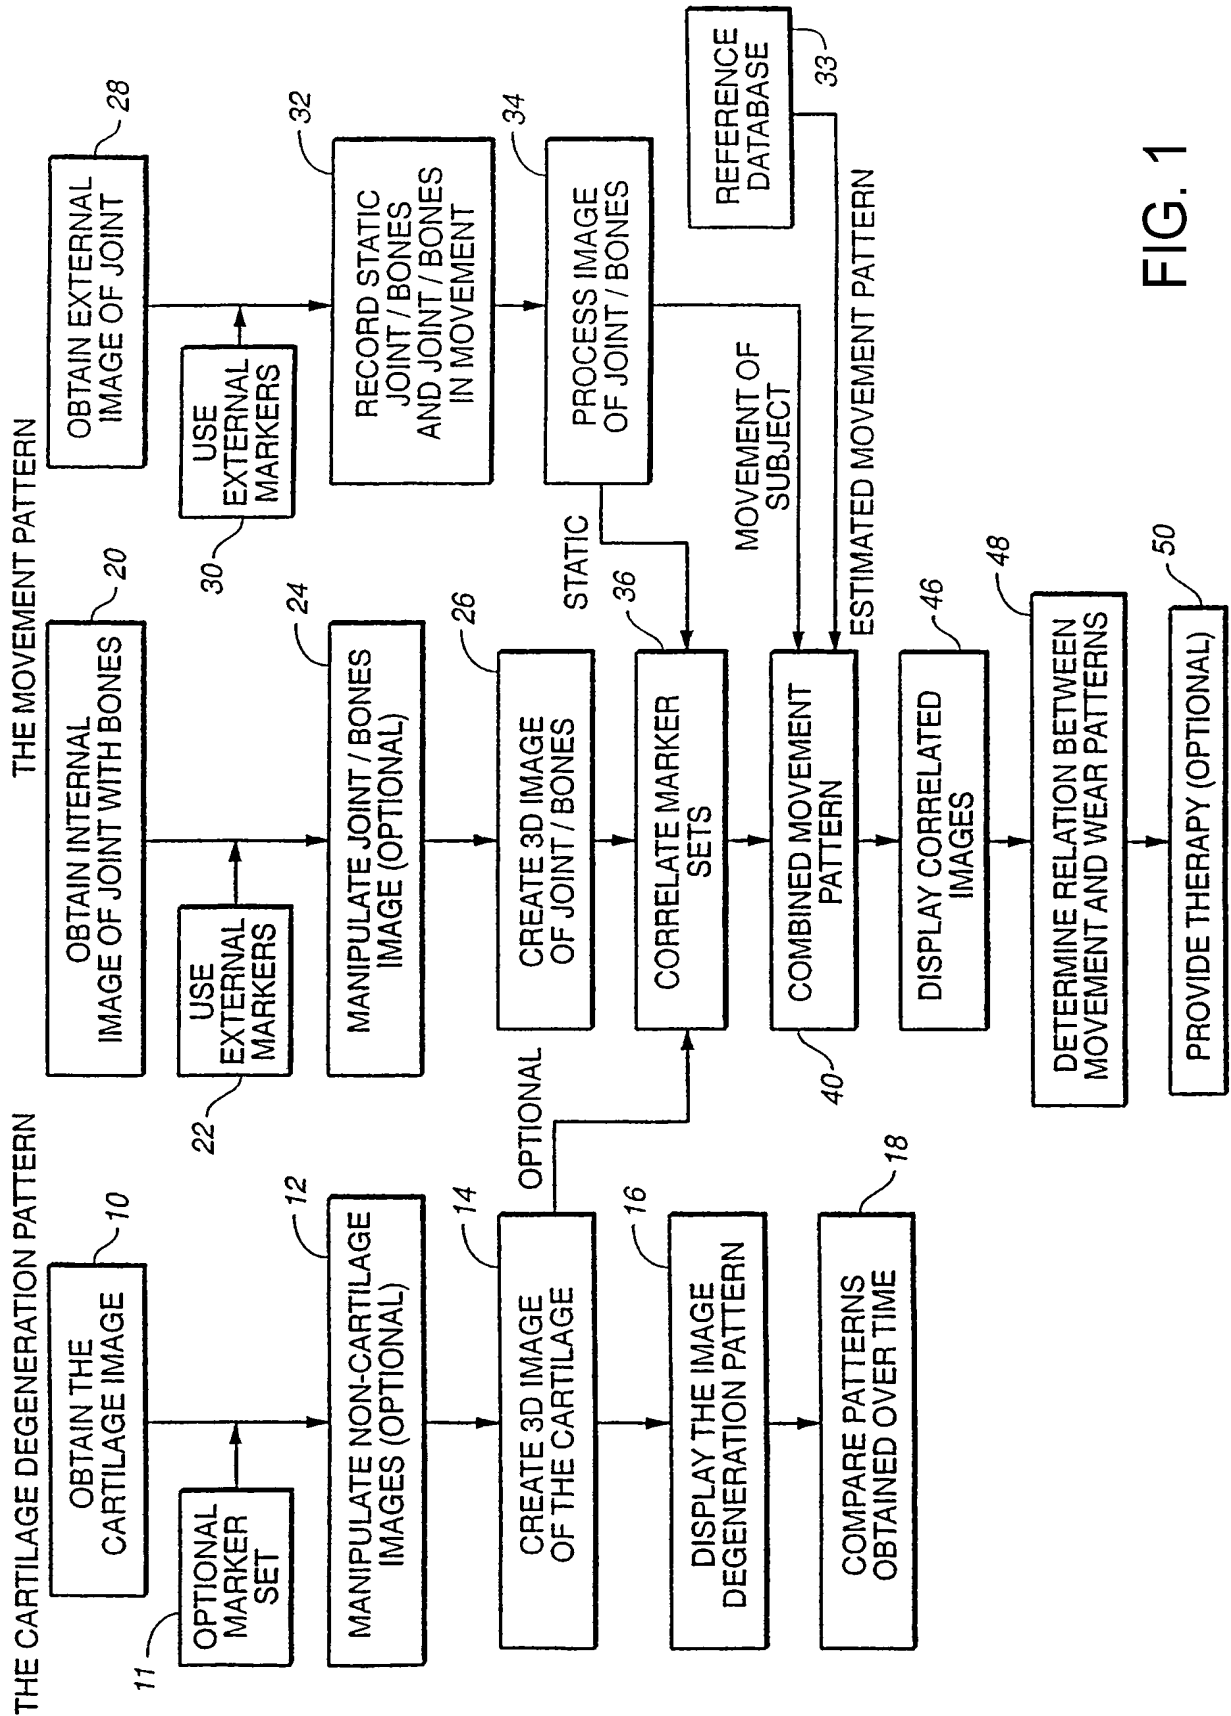 THE CARTILAGE DEGENERATION PATTERN
10
OBTAIN THE
CARTILAGE IMAGE
11
OPTIONAL
MARKER
SET
12
MANIPULATE NON-CARTILAGE
IMAGES (OPTIONAL)
14
CREATE 3D IMAGE
OF THE CARTILAGE
OPTIONAL
16
DISPLAY THE IMAGE
DEGENERATION PATTERN
18
COMPARE PATTERNS
OBTAINED OVER TIME
THE MOVEMENT PATTERN
20
OBTAIN INTERNAL
IMAGE OF JOINT WITH BONES
22
USE
EXTERNAL
MARKERS
24
MANIPULATE JOINT / BONES
IMAGE (OPTIONAL)
26
CREATE 3D IMAGE
OF JOINT / BONES
36
CORRELATE MARKER
SETS
40
COMBINED MOVEMENT
PATTERN
46
DISPLAY CORRELATED
IMAGES
48
DETERMINE RELATION BETWEEN
MOVEMENT AND WEAR PATTERNS
50
PROVIDE THERAPY (OPTIONAL)
28
OBTAIN EXTERNAL
IMAGE OF JOINT
30
USE
EXTERNAL
MARKERS
32
RECORD STATIC
JOINT / BONES
AND JOINT / BONES
IN MOVEMENT
34
PROCESS IMAGE
OF JOINT / BONES
STATIC
MOVEMENT OF
SUBJECT
REFERENCE
DATABASE
33
ESTIMATED MOVEMENT PATTERN
FIG. 1